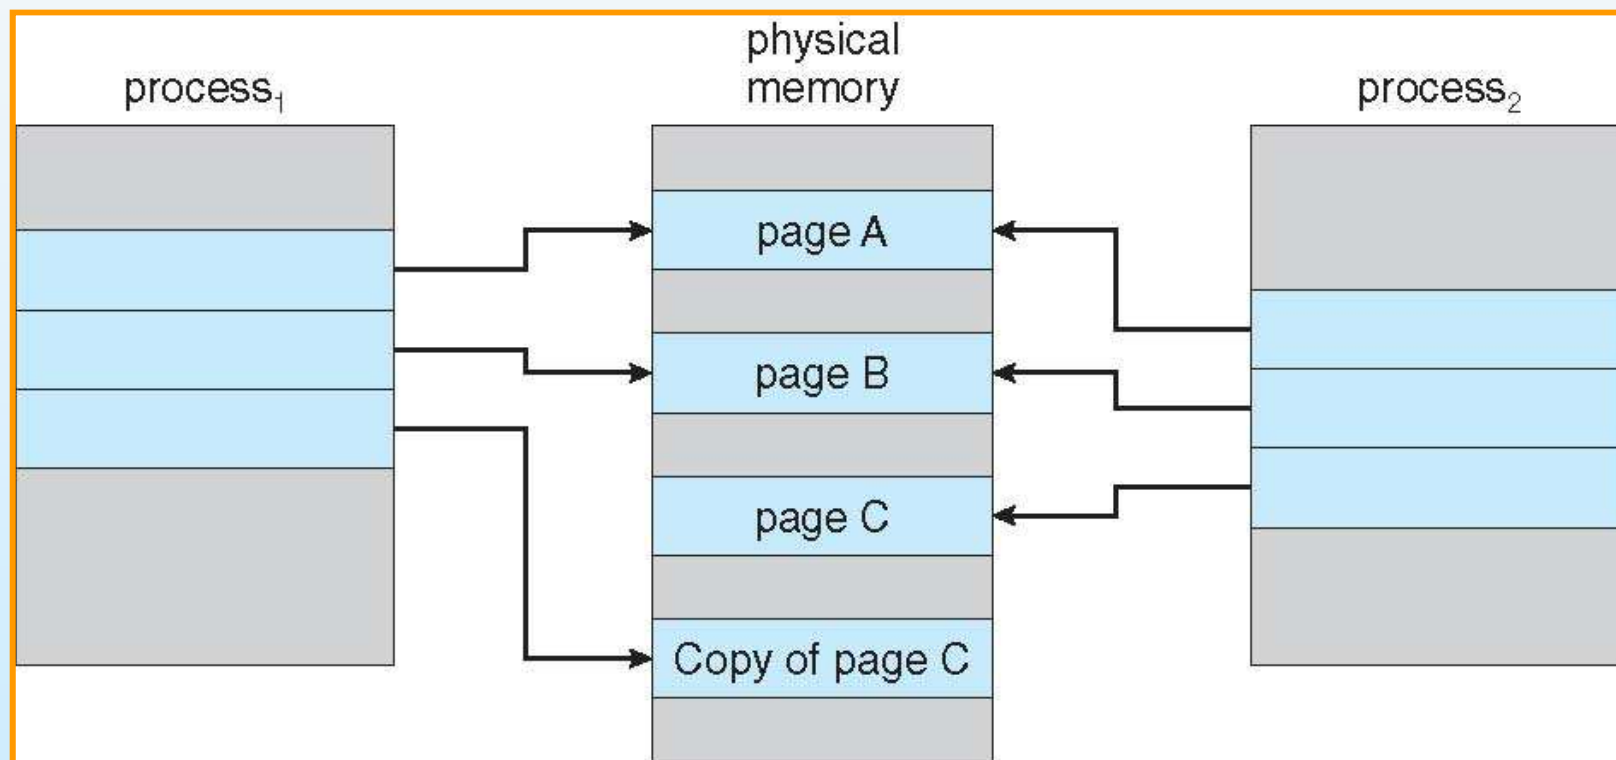 physical
memory
process₁
process₂
page A
page B
page C
Copy of page C